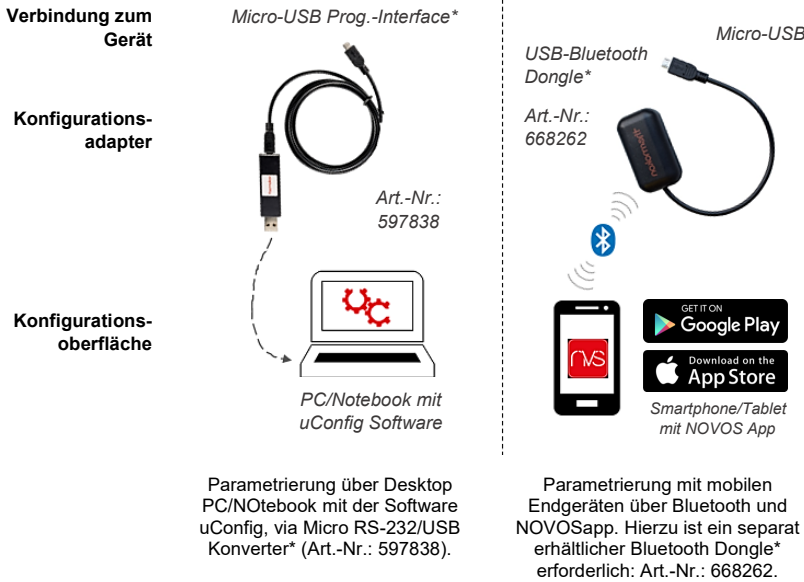 Verbindung zum
Gerät
Micro-USB Prog.-Interface*
Micro-USB
USB-Bluetooth
Dongle*
Konfigurations-
adapter
Art.-Nr.:
597838
Art.-Nr.:
668262
Konfigurations-
oberfläche
UC
PC/Notebook mit
uConfig Software
nvs
GET IT ON
Google Play
Download on the
App Store
Smartphone/Tablet
mit NOVOS App
Parametrierung über Desktop
PC/NOtebook mit der Software
uConfig, via Micro RS-232/USB
Konverter* (Art.-Nr.: 597838).
Parametrierung mit mobilen
Endgeräten über Bluetooth und
NOVOSapp. Hierzu ist ein separat
erhältlicher Bluetooth Dongle*
erforderlich: Art.-Nr.: 668262.